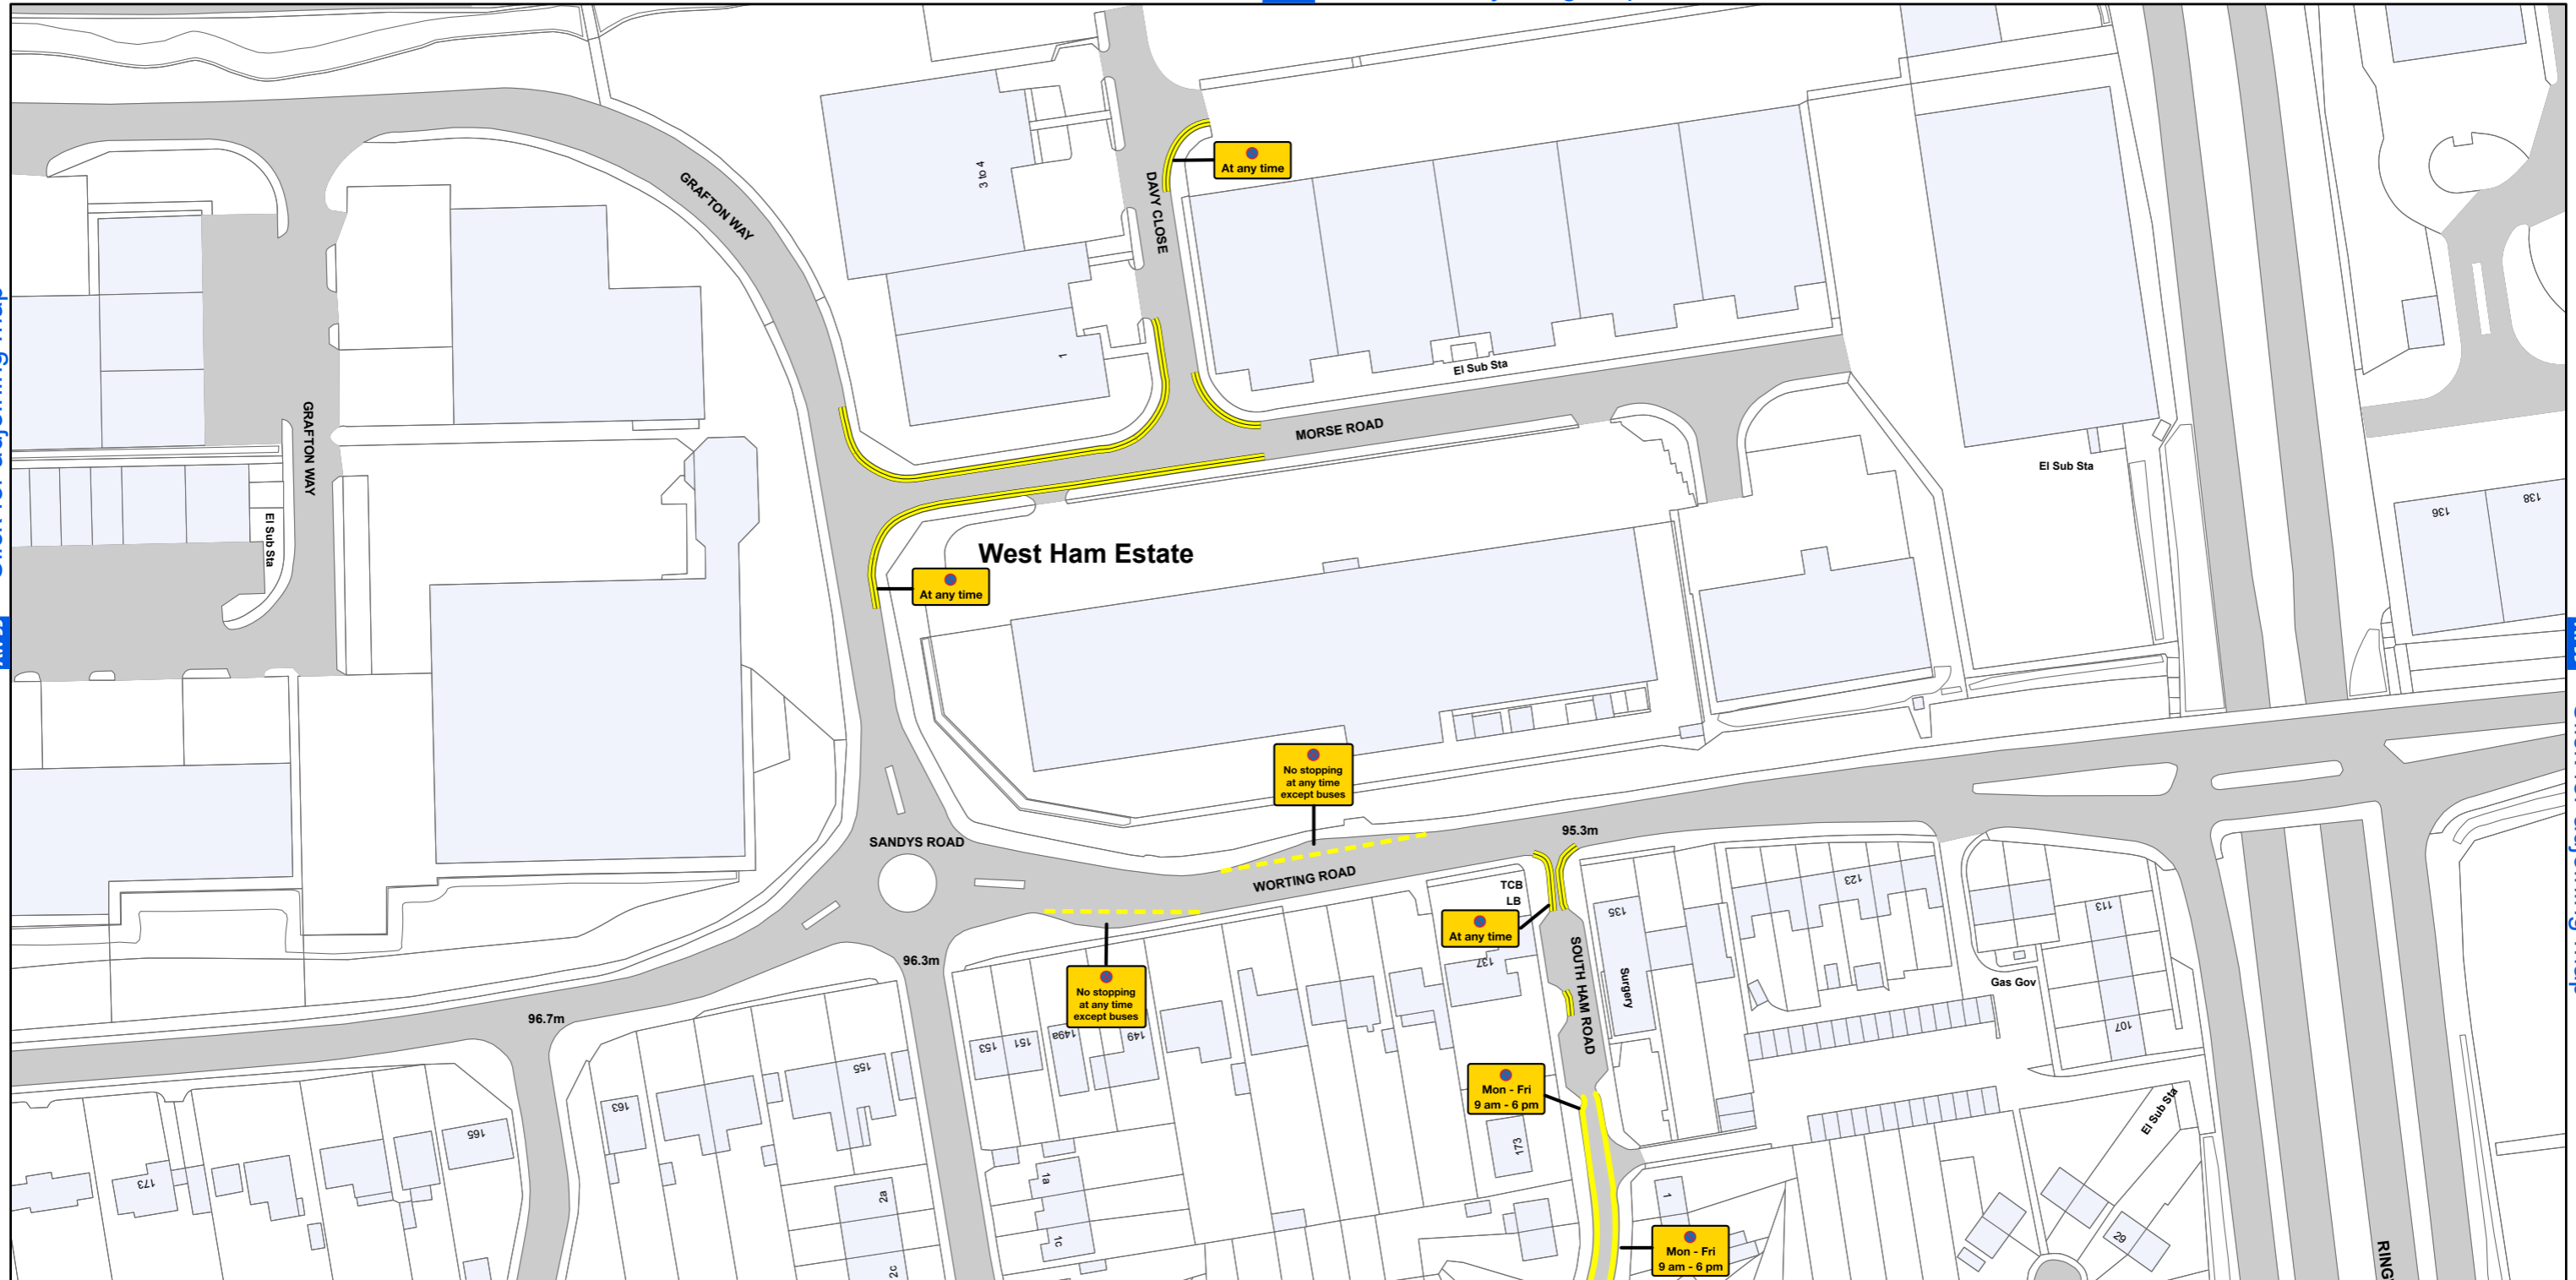 GRAFTON WAY
3 to 4
DAVY CLOSE
At any time
1
El Sub Sta
GRAFTON WAY
MORSE ROAD
El Sub Sta
136
138
El Sub Sta
West Ham Estate
At any time
No stopping
at any time
except buses
SANDYS ROAD
95.3m
WORTING ROAD
TCB
LB
135
123
113
At any time
137
SOUTH HAM ROAD
Surgery
96.3m
Gas Gov
No stopping
at any time
except buses
96.7m
107
153
151
149a
149
155
Mon - Fri
9 am - 6 pm
163
165
173
173
El Sub Sta
1a
2a
1
1c
29
Mon - Fri
9 am - 6 pm
2c
RING